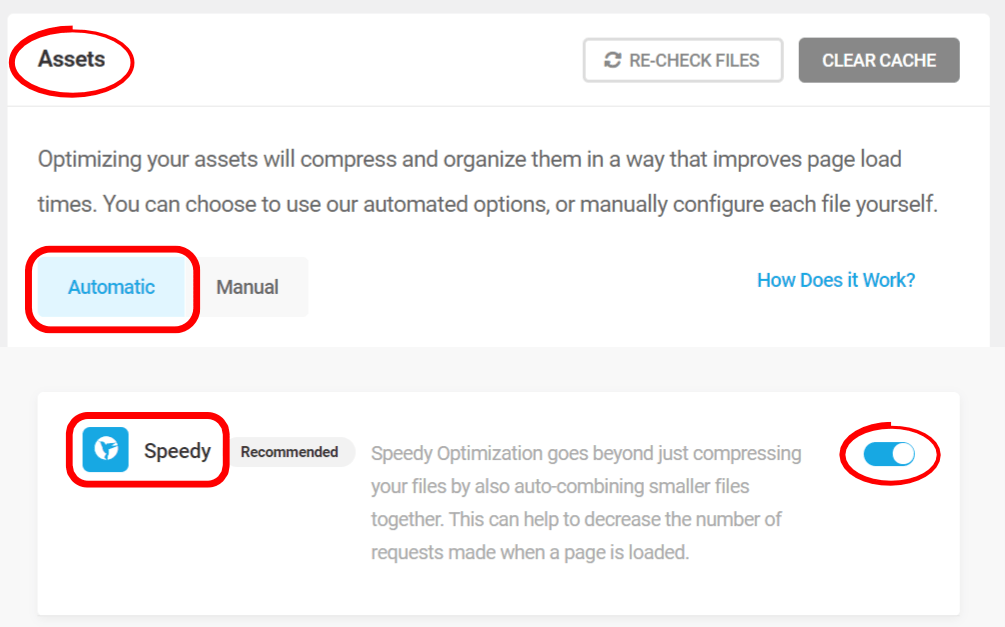 Assets
RE-CHECK FILES
CLEAR CACHE
Optimizing your assets will compress and organize them in a way that improves page load
times. You can choose to use our automated options, or manually configure each file yourself.
Automatic
Manual
How Does it Work?
Speedy
Recommended
Speedy Optimization goes beyond just compressing
your files by also auto-combining smaller files
together. This can help to decrease the number of
requests made when a page is loaded.